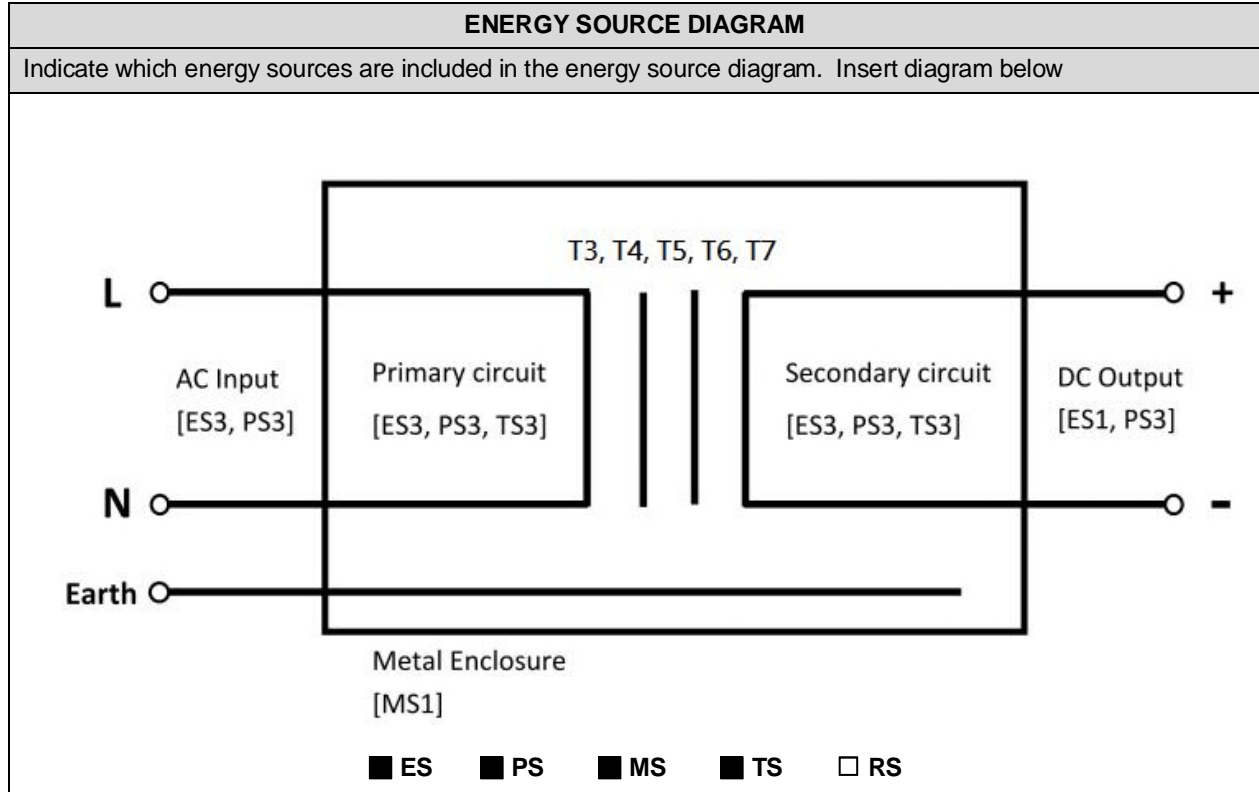 ENERGY SOURCE DIAGRAM
Indicate which energy sources are included in the energy source diagram. Insert diagram below
T3, T4, T5, T6, T7
L
+
AC Input
[ES3, PS3]
Primary circuit
[ES3, PS3, TS3]
Secondary circuit
[ES3, PS3, TS3]
DC Output
[ES1, PS3]
N
-
Earth
Metal Enclosure
[MS1]
■ ES ■ PS ■ MS ■ TS □ RS